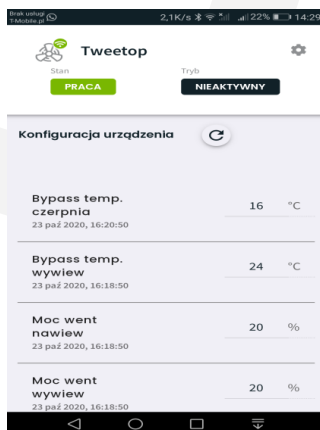 Brak usługi
T-Mobile.pl
2,1K/s
22%
14:29
Tweetop
Stan
Tryb
PRACA
NIEAKTYWNY
Konfiguracja urządzenia
Bypass temp.
czerpnia
16 °C
23 paź 2020, 16:20:50
Bypass temp.
wywiew
24 °C
23 paź 2020, 16:18:50
Moc went
nawiew
20 %
23 paź 2020, 16:18:50
Moc went
wywiew
20 %
23 paź 2020, 16:18:50